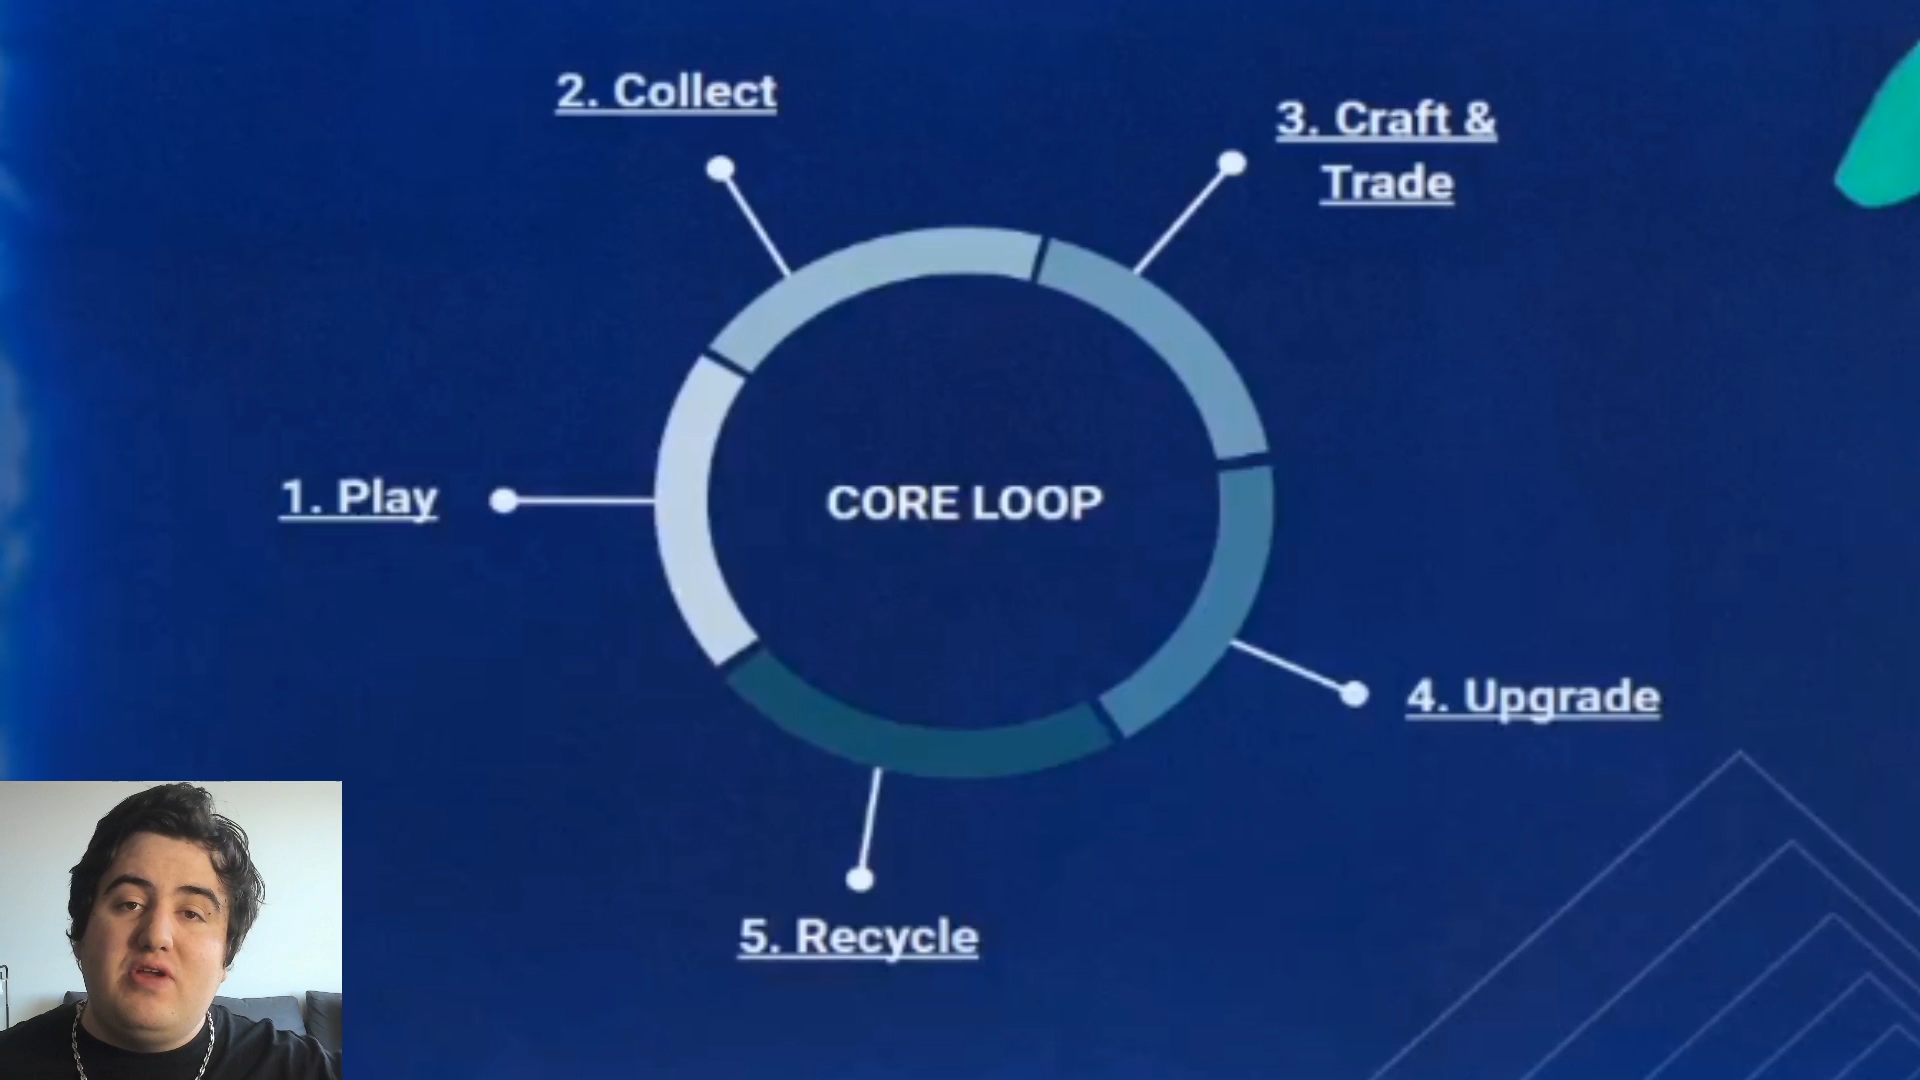 2. Collect
3. Craft &
Trade
1. Play
CORE LOOP
4. Upgrade
5. Recycle